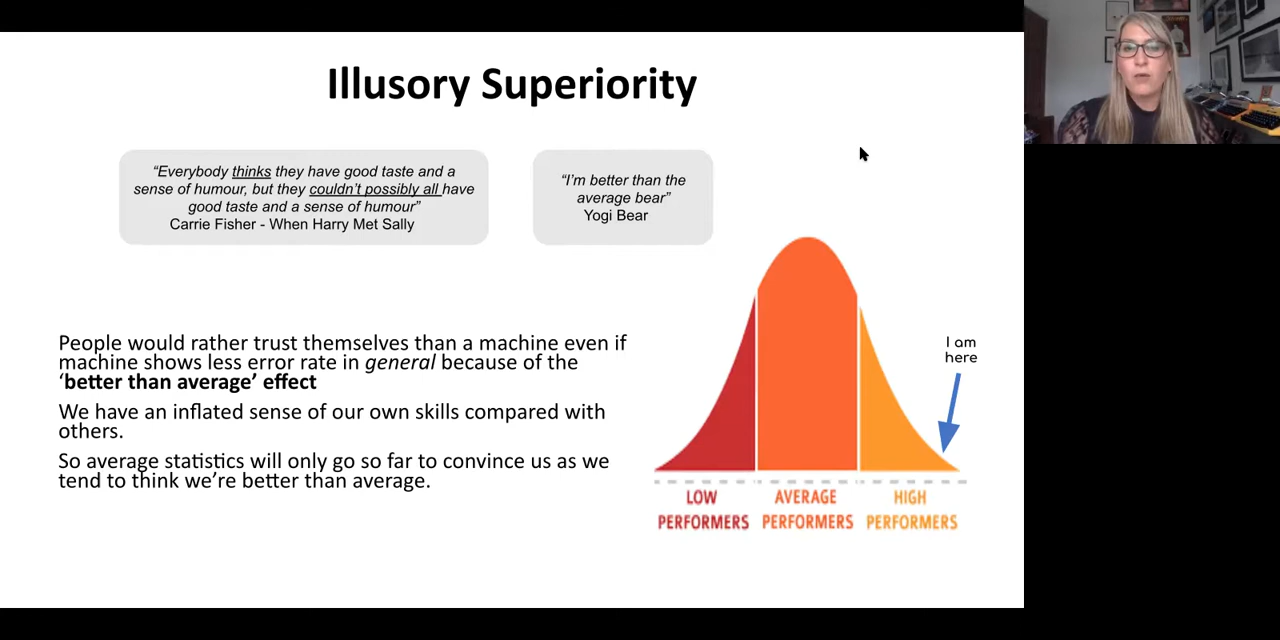 Illusory Superiority
“Everybody thinks they have good taste and a
sense of humour, but they couldn’t possibly all have
good taste and a sense of humour”
Carrie Fisher - When Harry Met Sally
“I’m better than the
average bear”
Yogi Bear
People would rather trust themselves than a machine even if
machine shows less error rate in general because of the
‘better than average’ effect
We have an inflated sense of our own skills compared with
others.
So average statistics will only go so far to convince us as we
tend to think we’re better than average.
I am
here
LOW
PERFORMERS
AVERAGE
PERFORMERS
HIGH
PERFORMERS